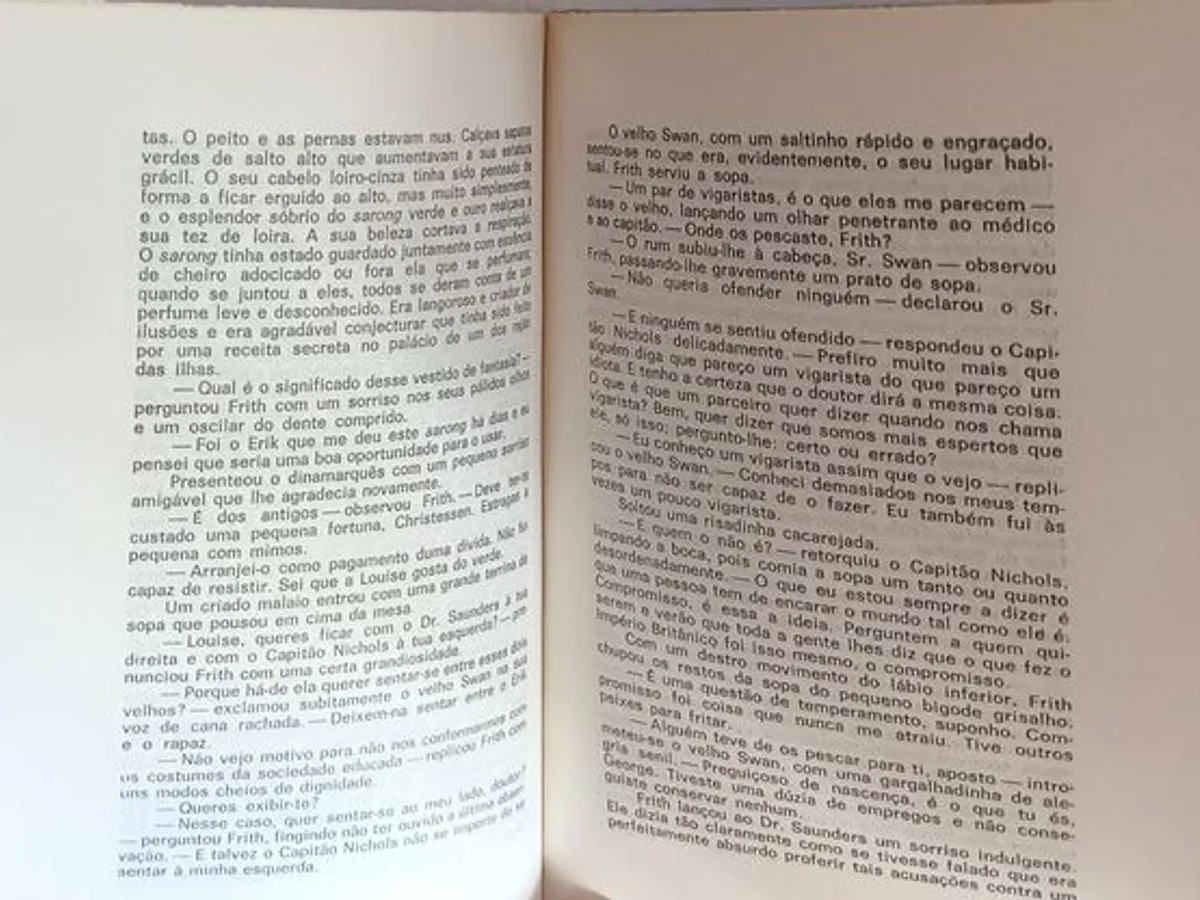 tas. O peito e as pernas estavam nus. Calçava sapatos
verdes de salto alto que aumentavam a sua estatura
grácil. O seu cabelo loiro-cinza tinha sido penteado de
forma a ficar erguido ao alto, mas muito simplesmente,
e o esplendor sóbrio do sarong verde e ouro realçava a
sua tez de loira. A sua beleza cortava a respiração.
O sarong tinha estado guardado juntamente com essência
de cheiro adocicado ou fora ela que se perfumara;
quando se juntou a eles, todos se deram conta de um
perfume leve e desconhecido. Era langoroso e criador de
ilusões e era agradável conjecturar que tinha sido feito
por uma receita secreta no palácio de um dos rajás
das ilhas.
— Qual é o significado desse vestido de fantasia? —
perguntou Frith com um sorriso nos seus pálidos olhos
e um oscilar do dente comprido.
— Foi o Erik que me deu este sarong há dias e eu
pensei que seria uma boa oportunidade para o usar.
Presenteou o dinamarquês com um pequeno sorriso
amigável que lhe agradecia novamente.
— É dos antigos — observou Frith. — Deve ter-te
custado uma pequena fortuna, Christessen. Estragas a
pequena com mimos.
— Arranjei-o como pagamento duma dívida. Não fui
capaz de resistir. Sei que a Louise gosta do verde.
Um criado malaio entrou com uma grande terrina de
sopa que pousou em cima da mesa.
— Louise, queres ficar com o Dr. Saunders à tua
direita e com o Capitão Nichols à tua esquerda? — pro-
nunciou Frith com uma certa grandiosidade.
— Porque há-de ela querer sentar-se entre esses dois
velhos? — exclamou subitamente o velho Swan na sua
voz de cana rachada. — Deixem-na sentar entre o Erik
e o rapaz.
— Não vejo motivo para não nos conformarmos com
os costumes da sociedade educada — replicou Frith com
uns modos cheios de dignidade.
— Queres exibir-te?
— Nesse caso, quer sentar-se ao meu lado, doutor?
— perguntou Frith, fingindo não ter ouvido a última obser-
vação. — E talvez o Capitão Nichols não se importe de se
sentar à minha esquerda.
O velho Swan, com um saltinho rápido e engraçado,
sentou-se no que era, evidentemente, o seu lugar habi-
tual. Frith serviu a sopa.
— Um par de vigaristas, é o que eles me parecem —
disse o velho, lançando um olhar penetrante ao médico
e ao capitão. — Onde os pescaste, Frith?
— O rum subiu-lhe à cabeça, Sr. Swan — observou
Frith, passando-lhe gravemente um prato de sopa.
— Não queria ofender ninguém — declarou o Sr.
Swan.
— E ninguém se sentiu ofendido — respondeu o Capi-
tão Nichols delicadamente. — Prefiro muito mais que
alguém diga que pareço um vigarista do que pareço um
idiota. E tenho a certeza que o doutor dirá a mesma coisa.
O que é que um parceiro quer dizer quando nos chama
vigarista? Bem, quer dizer que somos mais espertos que
ele, só isso; pergunto-lhe: certo ou errado?
— Eu conheço um vigarista assim que o vejo — repli-
cou o velho Swan. — Conheci demasiados nos meus tem-
pos para não ser capaz de o fazer. Eu também fui às
vezes um pouco vigarista.
Soltou uma risadinha cacarejada.
— E quem o não é? — retorquiu o Capitão Nichols,
limpando a boca, pois comia a sopa um tanto ou quanto
desordenadamente. — O que eu estou sempre a dizer é
que uma pessoa tem de encarar o mundo tal como ele é.
Compromisso, é essa a ideia. Perguntem a quem qui-
serem e verão que toda a gente lhes diz que o que fez o
Império Britânico foi isso mesmo, o compromisso.
Com um destro movimento do lábio inferior, Frith
chupou os restos da sopa do pequeno bigode grisalho.
— É uma questão de temperamento, suponho. Com-
promisso foi coisa que nunca me atraiu. Tive outros
peixes para fritar.
— Alguém teve de os pescar para ti, aposto — intro-
meteu-se o velho Swan, com uma gargalhadinha de ale-
gria senil. — Preguiçoso de nascença, é o que tu és,
George. Tiveste uma dúzia de empregos e não conse-
guiste conservar nenhum.
Frith lançou ao Dr. Saunders um sorriso indulgente.
Ele dizia tão claramente como se tivesse falado que era
perfeitamente absurdo proferir tais acusações contra um